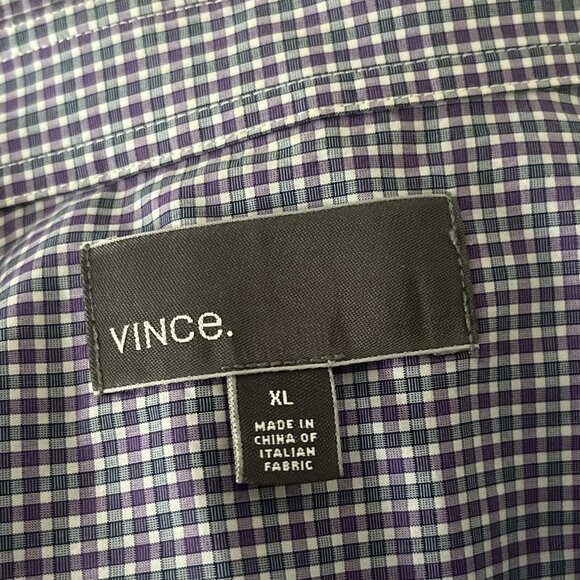 VINCe.
XL
MADE IN
CHINA OF
ITALIAN
FABRIC